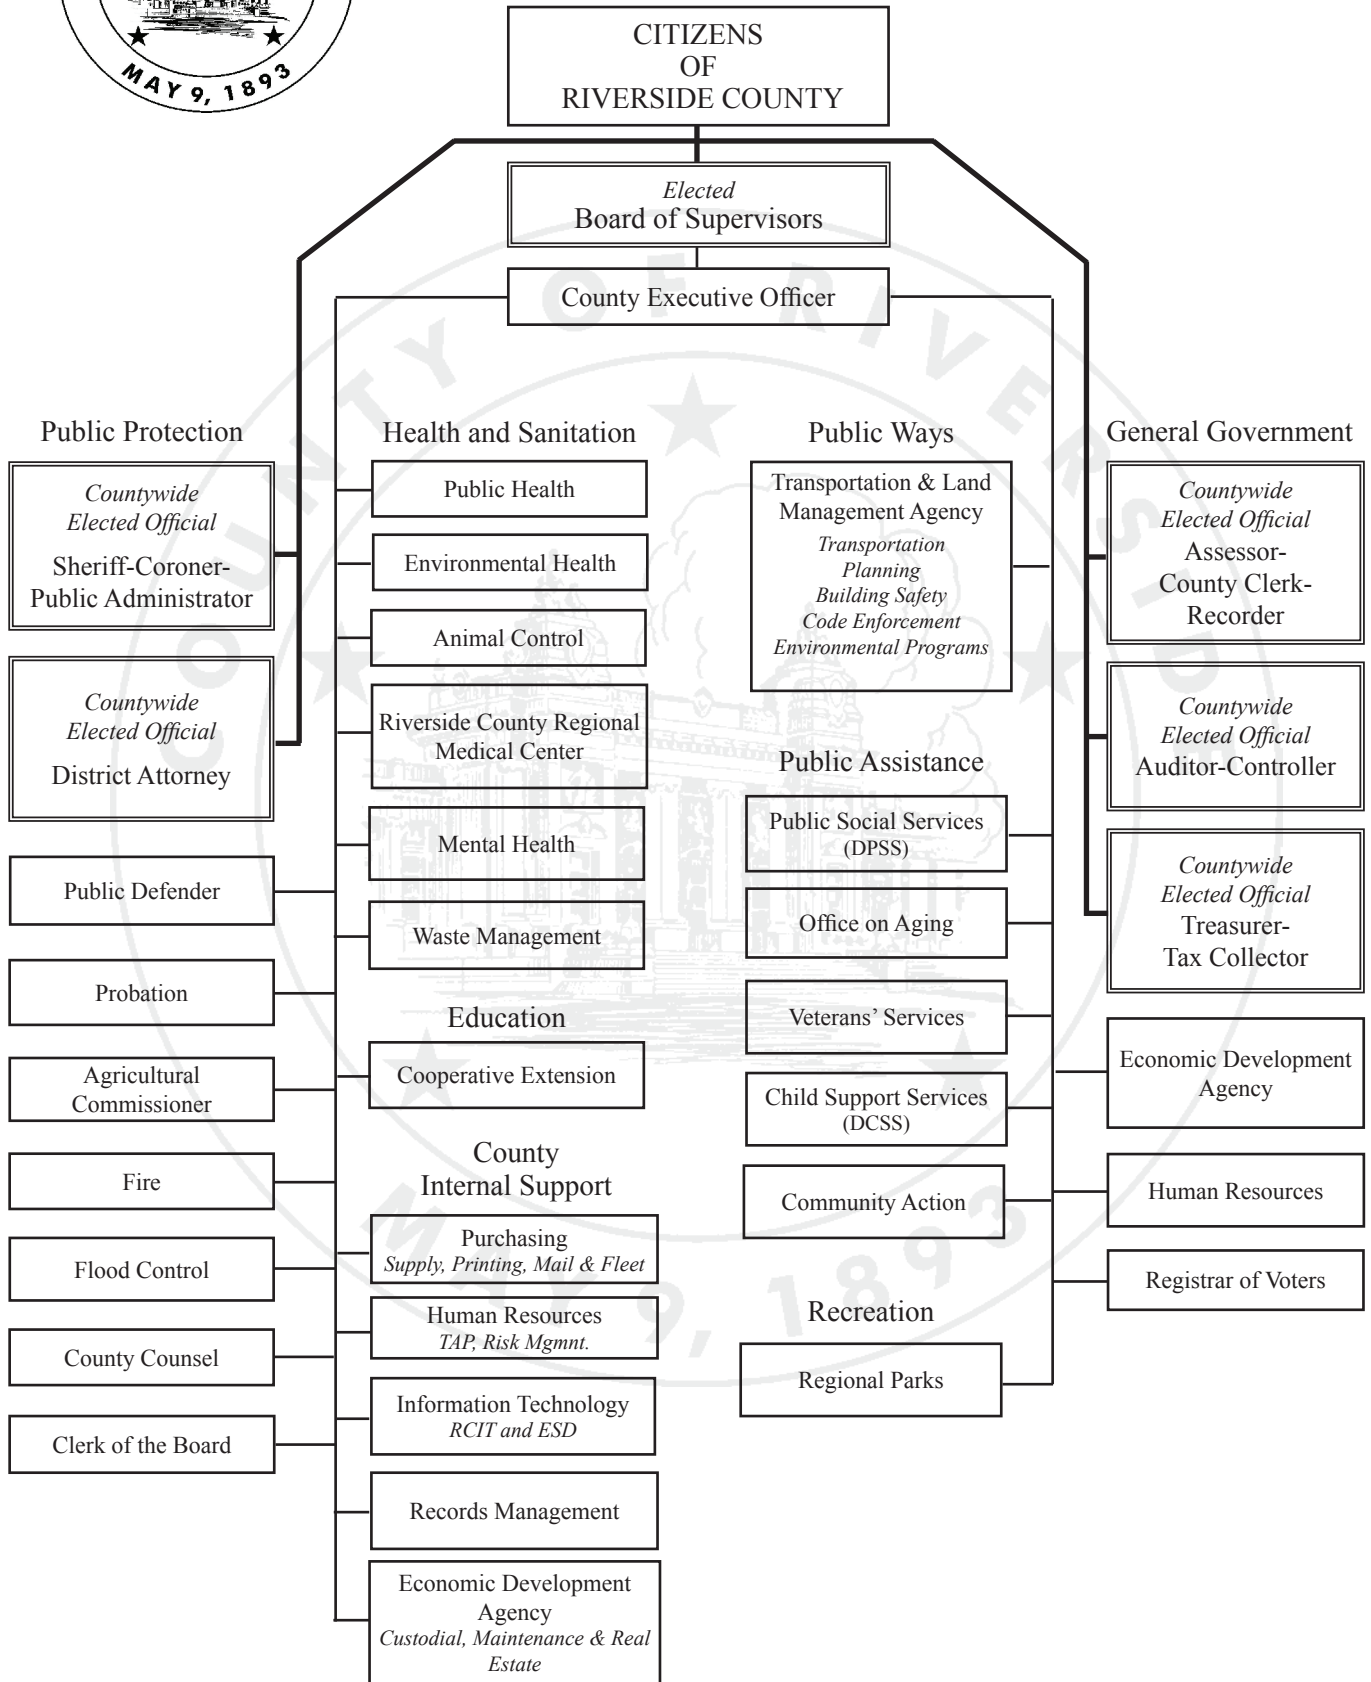 MAY 9, 1893
CITIZENS
OF
RIVERSIDE COUNTY
Elected
Board of Supervisors
County Executive Officer
COUNTY OF RIVERSIDE
MAY 9, 1893
Public Protection
Countywide
Elected Official
Sheriff-Coroner-
Public Administrator
Countywide
Elected Official
District Attorney
Public Defender
Probation
Agricultural
Commissioner
Fire
Flood Control
County Counsel
Clerk of the Board
Health and Sanitation
Public Health
Environmental Health
Animal Control
Riverside County Regional
Medical Center
Mental Health
Waste Management
Education
Cooperative Extension
County
Internal Support
Purchasing
Supply, Printing, Mail & Fleet
Human Resources
TAP, Risk Mgmnt.
Information Technology
RCIT and ESD
Records Management
Economic Development
Agency
Custodial, Maintenance & Real
Estate
Public Ways
Transportation & Land
Management Agency
Transportation
Planning
Building Safety
Code Enforcement
Environmental Programs
Public Assistance
Public Social Services
(DPSS)
Office on Aging
Veterans' Services
Child Support Services
(DCSS)
Community Action
Recreation
Regional Parks
General Government
Countywide
Elected Official
Assessor-
County Clerk-
Recorder
Countywide
Elected Official
Auditor-Controller
Countywide
Elected Official
Treasurer-
Tax Collector
Economic Development
Agency
Human Resources
Registrar of Voters